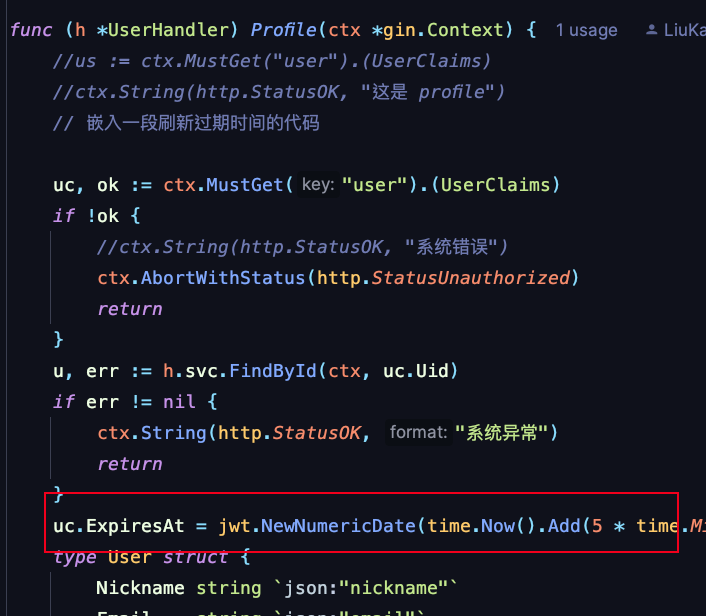 func (h *UserHandler) Profile(ctx *gin.Context) { 1 usage
//us := ctx.MustGet("user").(UserClaims)
//ctx.String(http.StatusOK, "这是 profile")
// 嵌入一段刷新过期时间的代码
uc, ok := ctx.MustGet( key: "user").(UserClaims)
if !ok {
//ctx.String(http.StatusOK, "系统错误")
ctx.AbortWithStatus(http.StatusUnauthorized)
return
}
u, err := h.svc.FindById(ctx, uc.Uid)
if err != nil {
ctx.String(http.StatusOK, format: "系统异常")
return
}
uc.ExpiresAt = jwt.NewNumericDate(time.Now().Add(5 * time.
type User struct {
Nickname string `json:"nickname"`